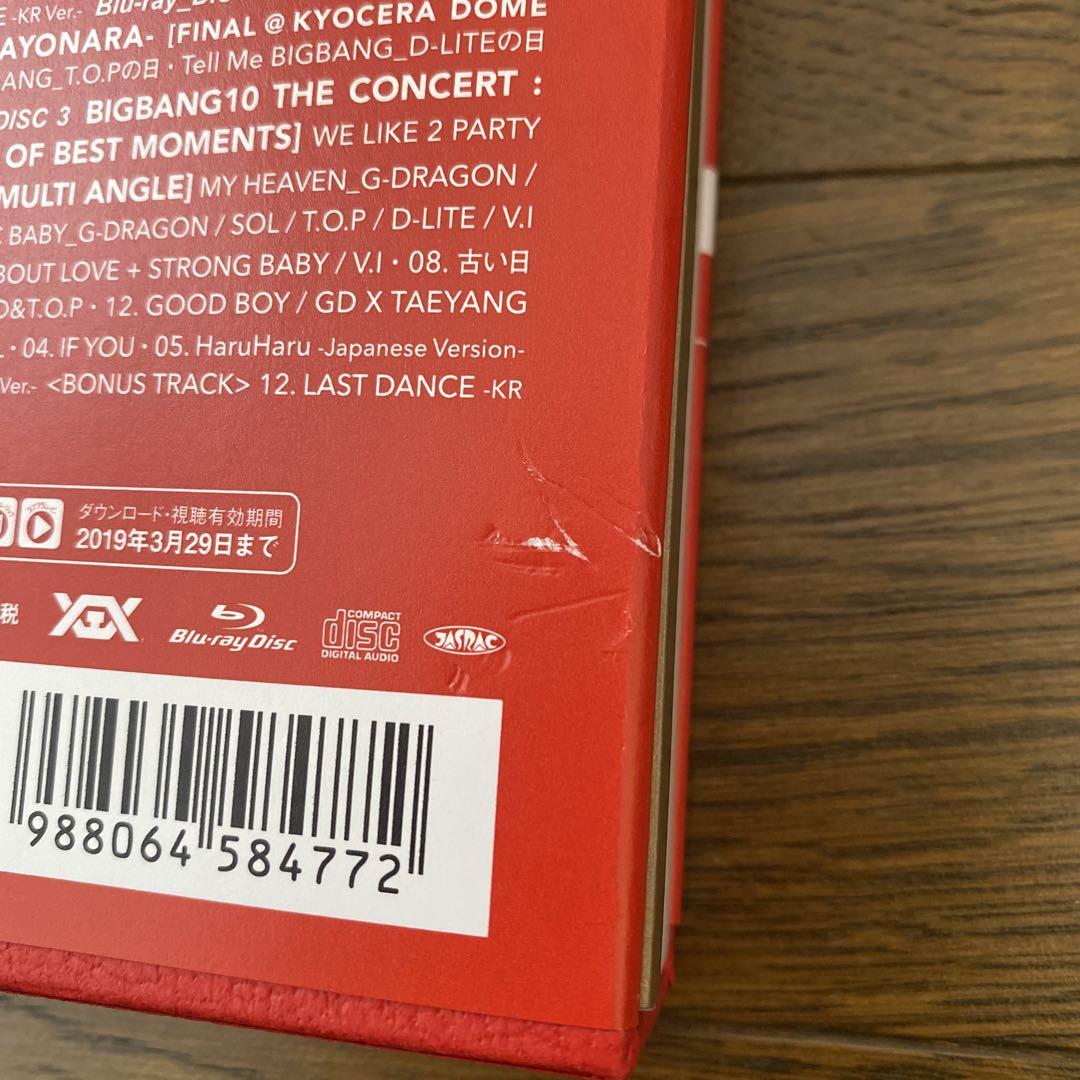 -KR Ver.- Blu-ray_Disc
AYONARA- [FINAL @ KYOCERA DOME
ANG_T.O.Pの日・Tell Me BIGBANG_D-LITEの日
DISC 3 BIGBANG10 THE CONCERT :
OF BEST MOMENTS] WE LIKE 2 PARTY
MULTI ANGLE] MY HEAVEN_G-DRAGON /
BABY_G-DRAGON / SOL / T.O.P / D-LITE / V.I
BOUT LOVE + STRONG BABY / V.I・08. 古い日
D&T.O.P・12. GOOD BOY / GD X TAEYANG
・04. IF YOU・05. HaruHaru -Japanese Version-
Ver.- <BONUS TRACK> 12. LAST DANCE -KR
ダウンロード・視聴有効期間
2019年3月29日まで
税
YGEX
Blu-ray Disc
COMPACT
disc
DIGITAL AUDIO
JASRAC
988064 584772